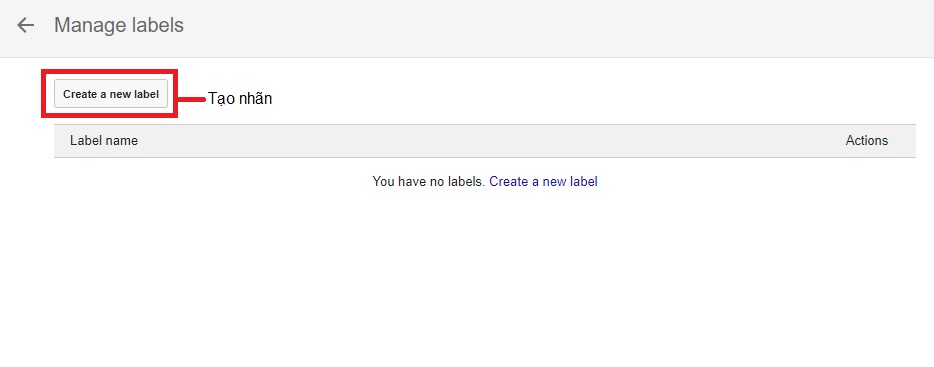 Manage labels
Create a new label
Tạo nhãn
Label name Actions
You have no labels. Create a new label